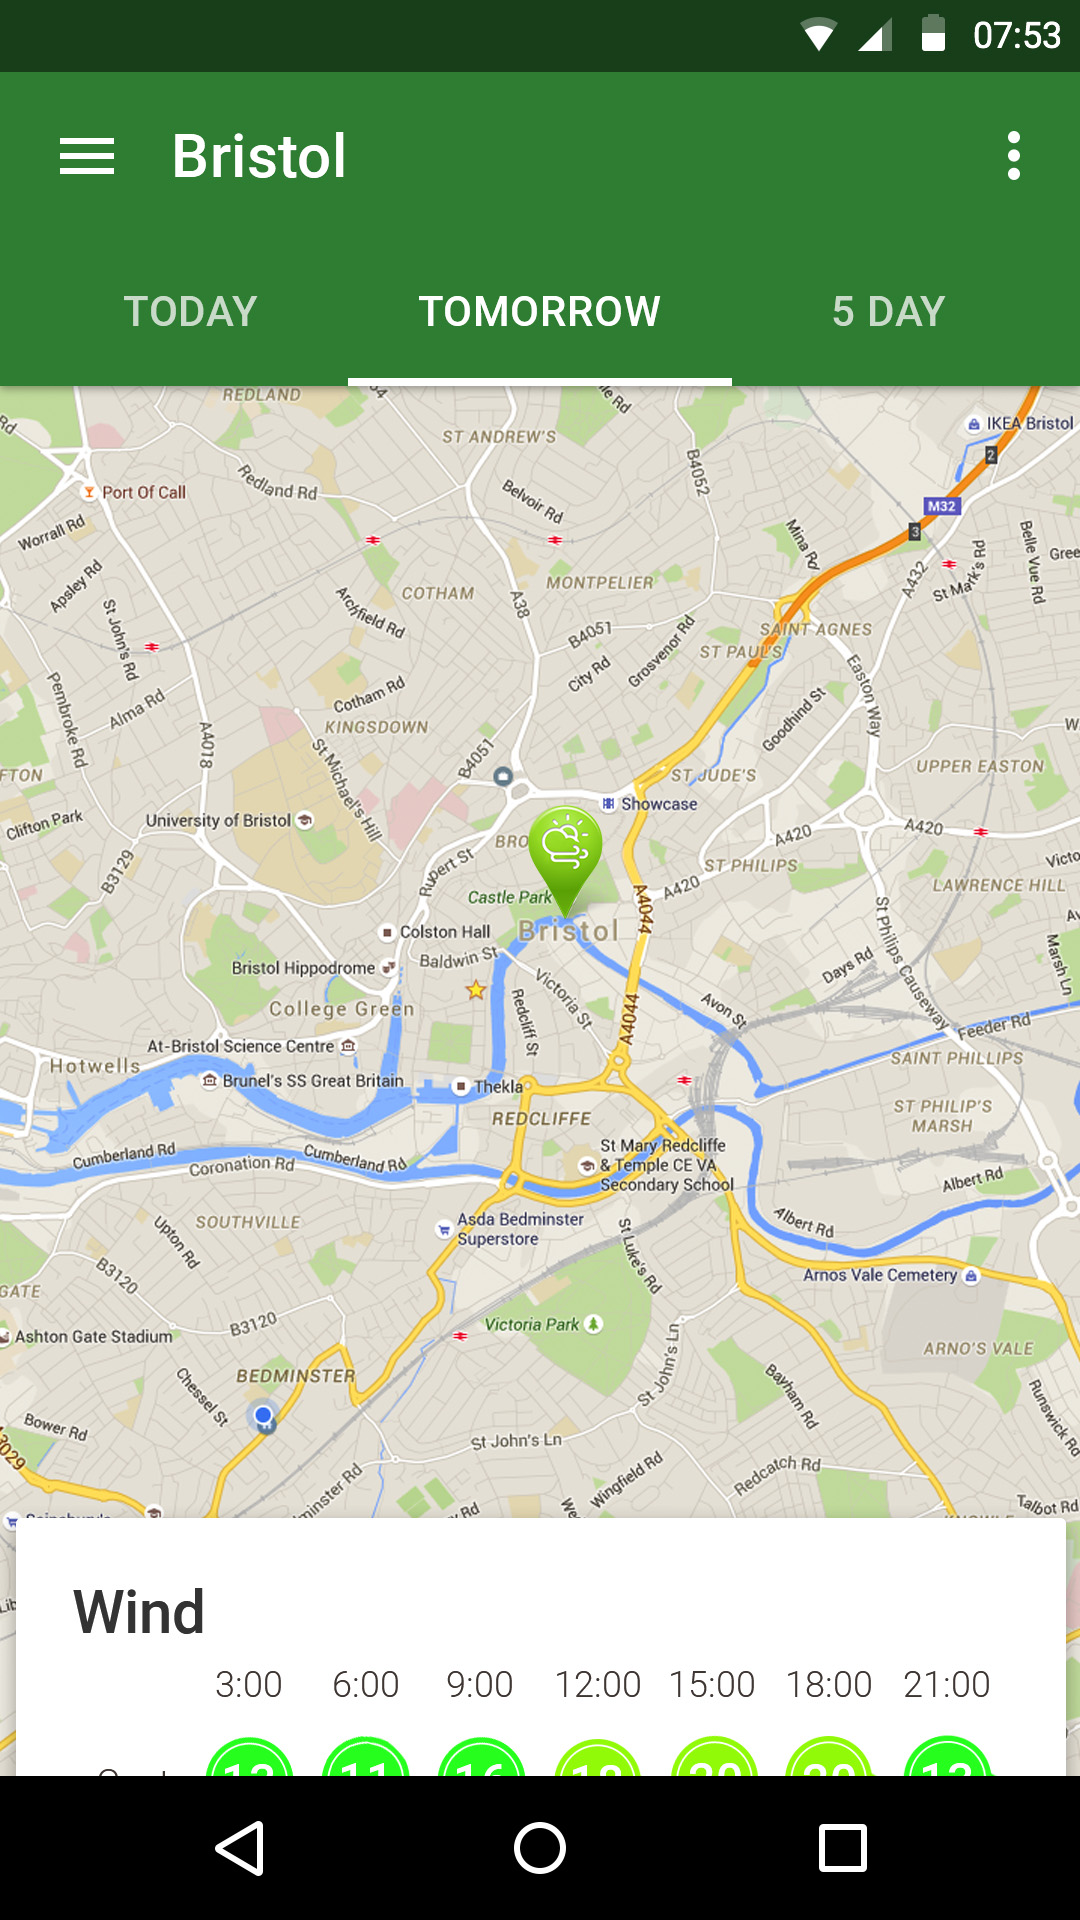 07:53
Bristol
TODAY TOMORROW 5 DAY
REDLAND
ST ANDREW'S
IKEA Bristol
2
B4052
Port Of Call
Redland Rd
Belvoir Rd
M32
3
Worrall Rd
Mina Rd
Belle Vue Rd
St Mark's Rd
A432
Apsley Rd
St John's Rd
Archfield Rd
COTHAM
A38
MONTPELIER
B4051
City Rd
Grosvenor Rd
SAINT AGNES
ST PAUL'S
Easton Way
Pembroke Rd
Alma Rd
A4018
Cotham Rd
KINGSDOWN
Goodhind St
St Michael's Hill
B4051
ST JUDE'S
UPPER EASTON
Showcase
Clifton Park
University of Bristol
A420
A420
B3129
Rupert St
ST PHILIPS
LAWRENCE HILL
Castle Park
A4044
A420
Colston Hall
Bristol
St Philips Causeway
Baldwin St
Bristol Hippodrome
Victoria St
Days Rd
Marsh Ln
College Green
Redcliff St
A4044
Avon St
Feeder Rd
At-Bristol Science Centre
Hotwells
SAINT PHILLIPS
Brunel's SS Great Britain
Thekla
REDCLIFFE
ST PHILIP'S
MARSH
Cumberland Rd
Coronation Rd
Cumberland Rd
St Mary Redcliffe
& Temple CE VA
Secondary School
Albert Rd
SOUTHVILLE
Upton Rd
Asda Bedminster
Superstore
St Luke's Rd
Albert Rd
B3120
Arnos Vale Cemetery
B3120
Ashton Gate Stadium
Victoria Park
St John's Ln
ARNO'S VALE
BEDMINSTER
Chessel St
Bayham Rd
Runswick Rd
Bower Rd
St John's Ln
Wingfield Rd
Redcatch Rd
Talbot Rd
Wind
3:00 6:00 9:00 12:00 15:00 18:00 21:00